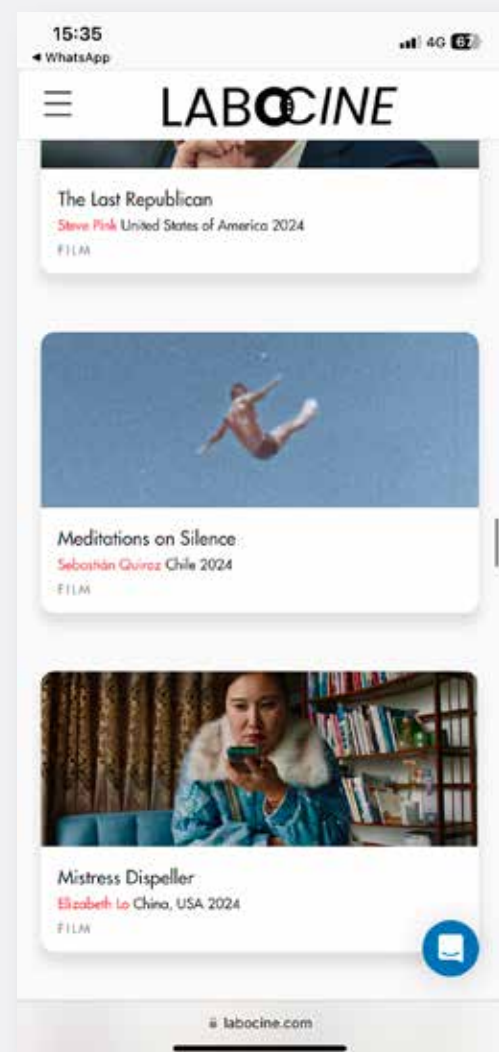 15:35
4G 67
◀ WhatsApp
LABOCINE
The Last Republican
Steve Pink United States of America 2024
FILM
Meditations on Silence
Sebastián Quiroz Chile 2024
FILM
Mistress Dispeller
Elizabeth Lo China, USA 2024
FILM
labocine.com